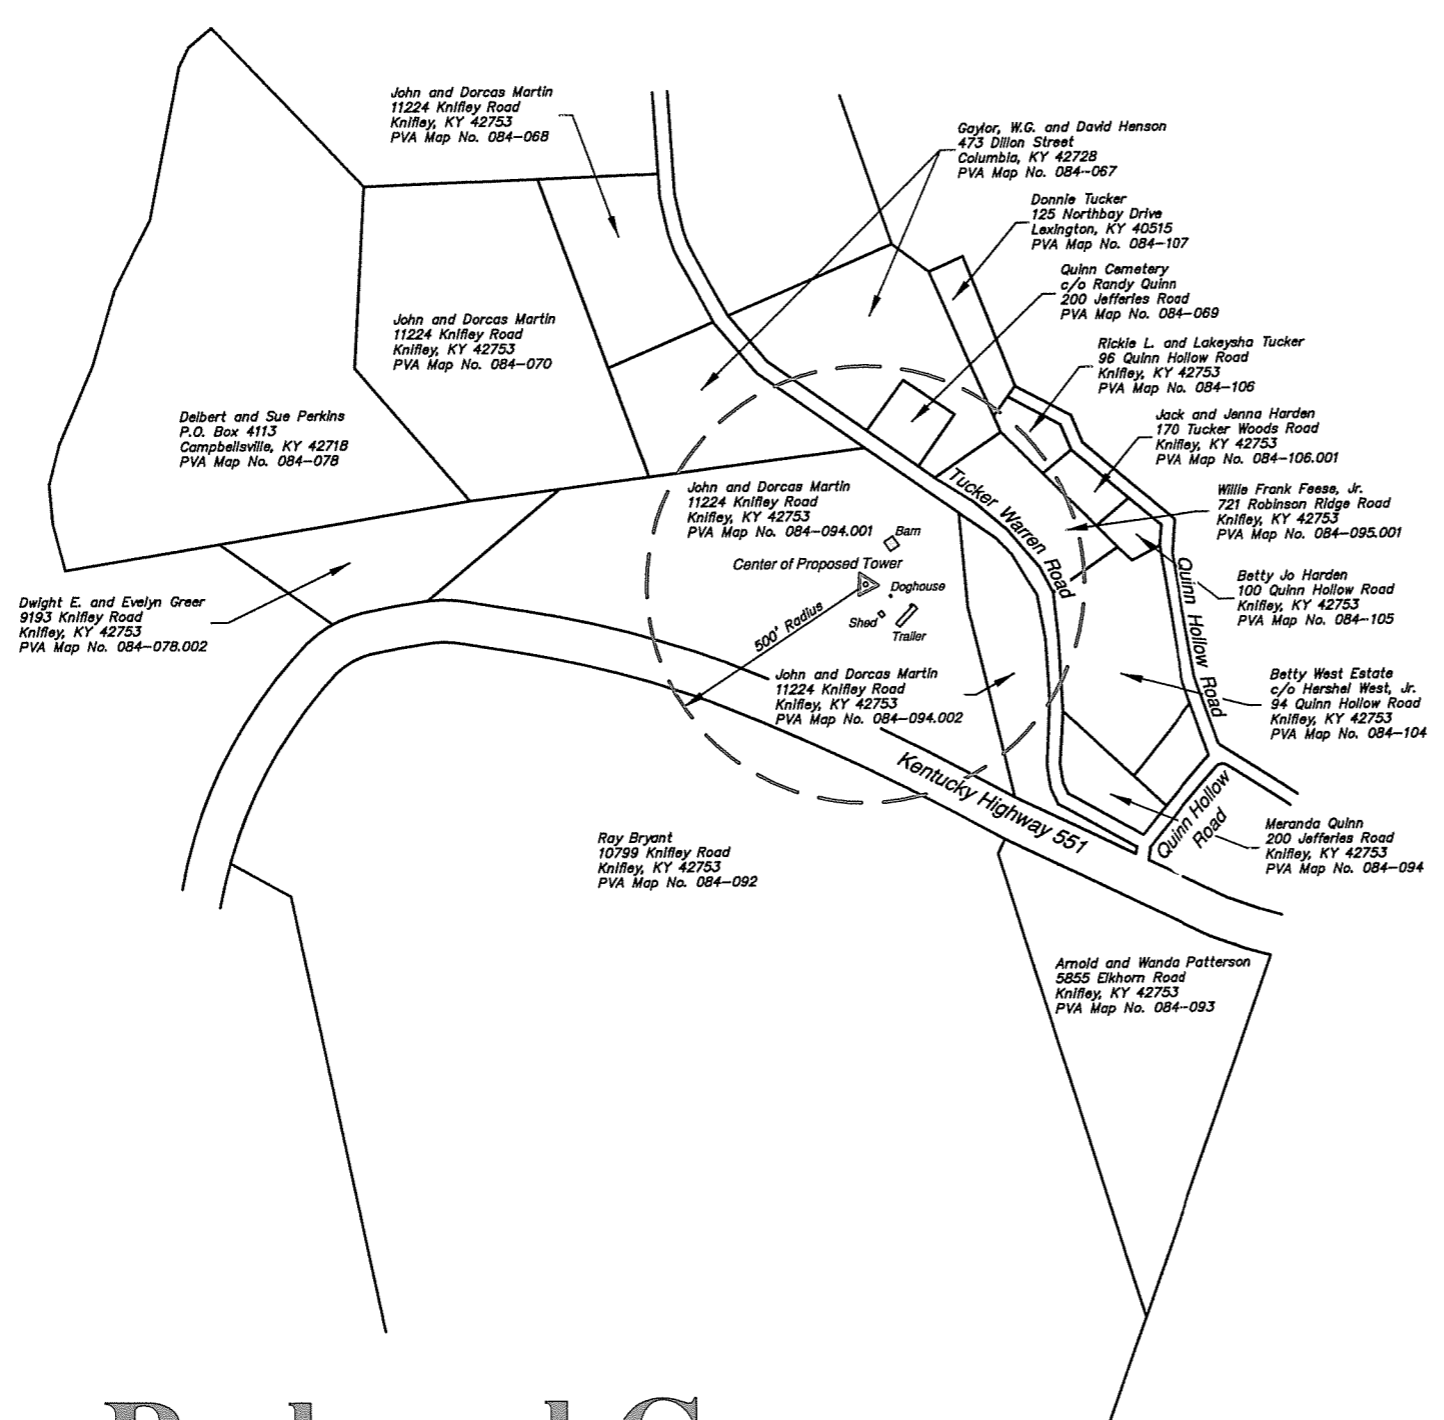 John and Dorcas Martin
11224 Knifley Road
Knifley, KY 42753
PVA Map No. 084-068
Gaylor, W.G. and David Henson
473 Dillon Street
Columbia, KY 42728
PVA Map No. 084-067
Donnie Tucker
125 Northbay Drive
Lexington, KY 40515
PVA Map No. 084-107
Quinn Cemetery
c/o Randy Quinn
200 Jefferies Road
PVA Map No. 084-069
John and Dorcas Martin
11224 Knifley Road
Knifley, KY 42753
PVA Map No. 084-070
Rickie L. and Lakeysha Tucker
96 Quinn Hollow Road
Knifley, KY 42753
PVA Map No. 084-106
Delbert and Sue Perkins
P.O. Box 4113
Campbellsville, KY 42718
PVA Map No. 084-078
Jack and Jenna Harden
170 Tucker Woods Road
Knifley, KY 42753
PVA Map No. 084-106.001
John and Dorcas Martin
11224 Knifley Road
Knifley, KY 42753
PVA Map No. 084-094.001
Tucker Warren Road
Willie Frank Feese, Jr.
721 Robinson Ridge Road
Knifley, KY 42753
PVA Map No. 084-095.001
Barn
Center of Proposed Tower
Doghouse
Shed
Trailer
500' Radius
Quinn Hollow Road
Betty Jo Harden
100 Quinn Hollow Road
Knifley, KY 42753
PVA Map No. 084-105
Dwight E. and Evelyn Greer
9193 Knifley Road
Knifley, KY 42753
PVA Map No. 084-078.002
John and Dorcas Martin
11224 Knifley Road
Knifley, KY 42753
PVA Map No. 084-094.002
Betty West Estate
c/o Hershel West, Jr.
94 Quinn Hollow Road
Knifley, KY 42753
PVA Map No. 084-104
Kentucky Highway 551
Quinn Hollow
Road
Meranda Quinn
200 Jefferies Road
Knifley, KY 42753
PVA Map No. 084-094
Ray Bryant
10799 Knifley Road
Knifley, KY 42753
PVA Map No. 084-092
Arnold and Wanda Patterson
5855 Elkhorn Road
Knifley, KY 42753
PVA Map No. 084-093